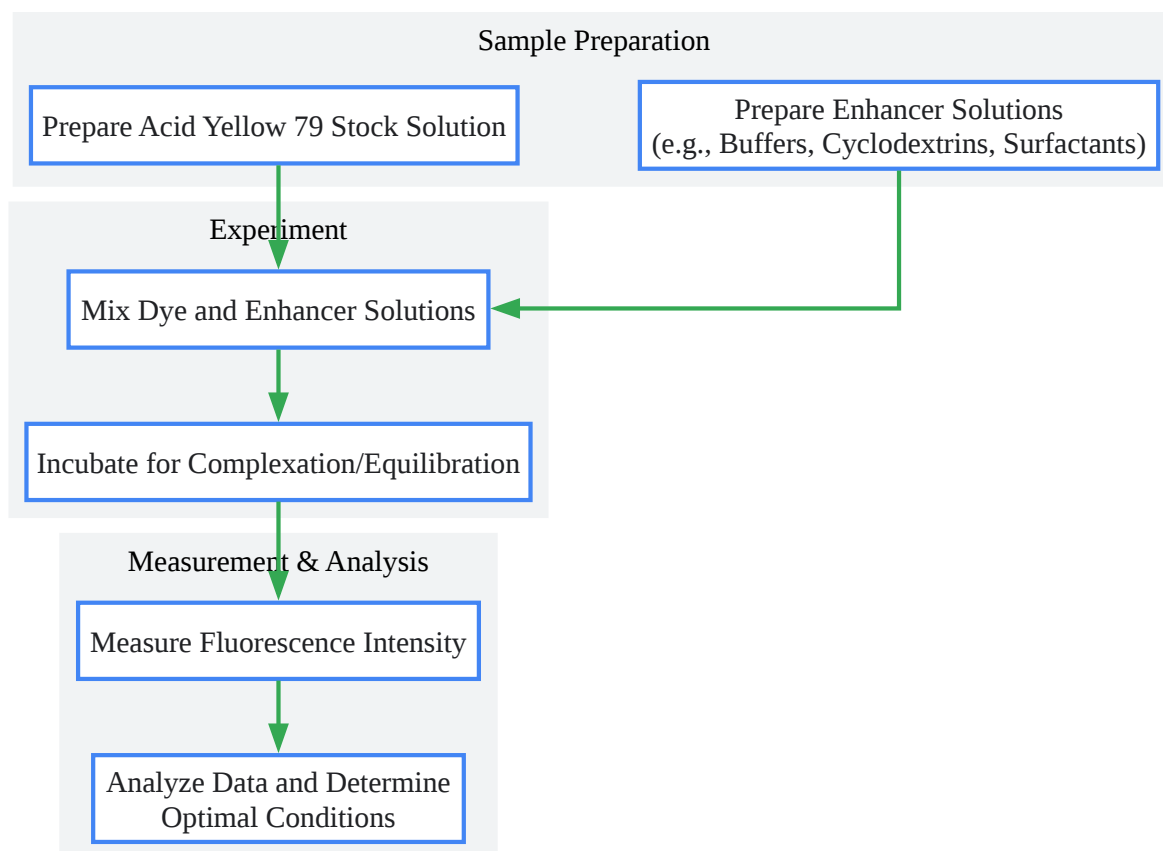 Sample Preparation
Prepare Acid Yellow 79 Stock Solution
Prepare Enhancer Solutions
(e.g., Buffers, Cyclodextrins, Surfactants)
Experiment
Mix Dye and Enhancer Solutions
Incubate for Complexation/Equilibration
Measurement & Analysis
Measure Fluorescence Intensity
Analyze Data and Determine
Optimal Conditions